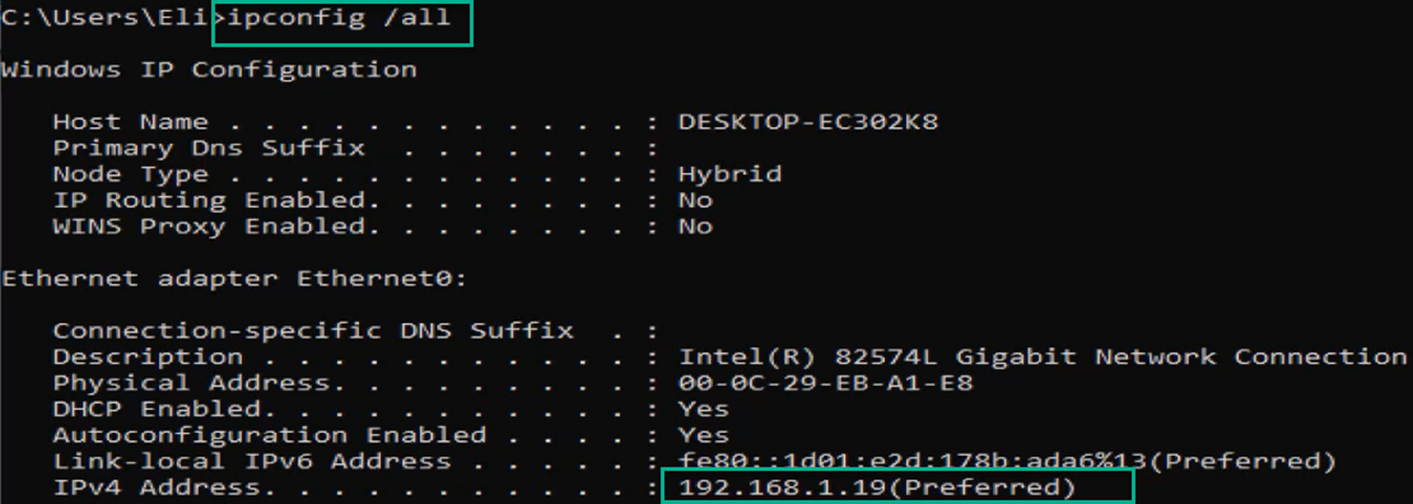 C:\Users\Eli>ipconfig /all
Windows IP Configuration
Host Name . . . . . . . . . . . . : DESKTOP-EC302K8
Primary Dns Suffix  . . . . . . . :
Node Type . . . . . . . . . . . . : Hybrid
IP Routing Enabled. . . . . . . . : No
WINS Proxy Enabled. . . . . . . . : No
Ethernet adapter Ethernet0:
Connection-specific DNS Suffix  . :
Description . . . . . . . . . . . : Intel(R) 82574L Gigabit Network Connection
Physical Address. . . . . . . . . : 00-0C-29-EB-A1-E8
DHCP Enabled. . . . . . . . . . . : Yes
Autoconfiguration Enabled . . . . : Yes
Link-local IPv6 Address . . . . . : fe80::1d01:e2d:178b:ada6%13(Preferred)
IPv4 Address. . . . . . . . . . . : 192.168.1.19(Preferred)